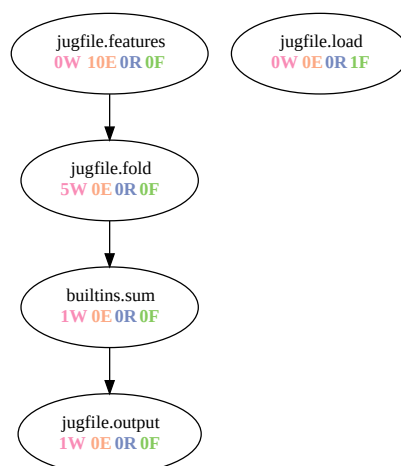 jugfile.features
0W 10E 0R 0F
jugfile.load
0W 0E 0R 1F
jugfile.fold
5W 0E 0R 0F
builtins.sum
1W 0E 0R 0F
jugfile.output
1W 0E 0R 0F